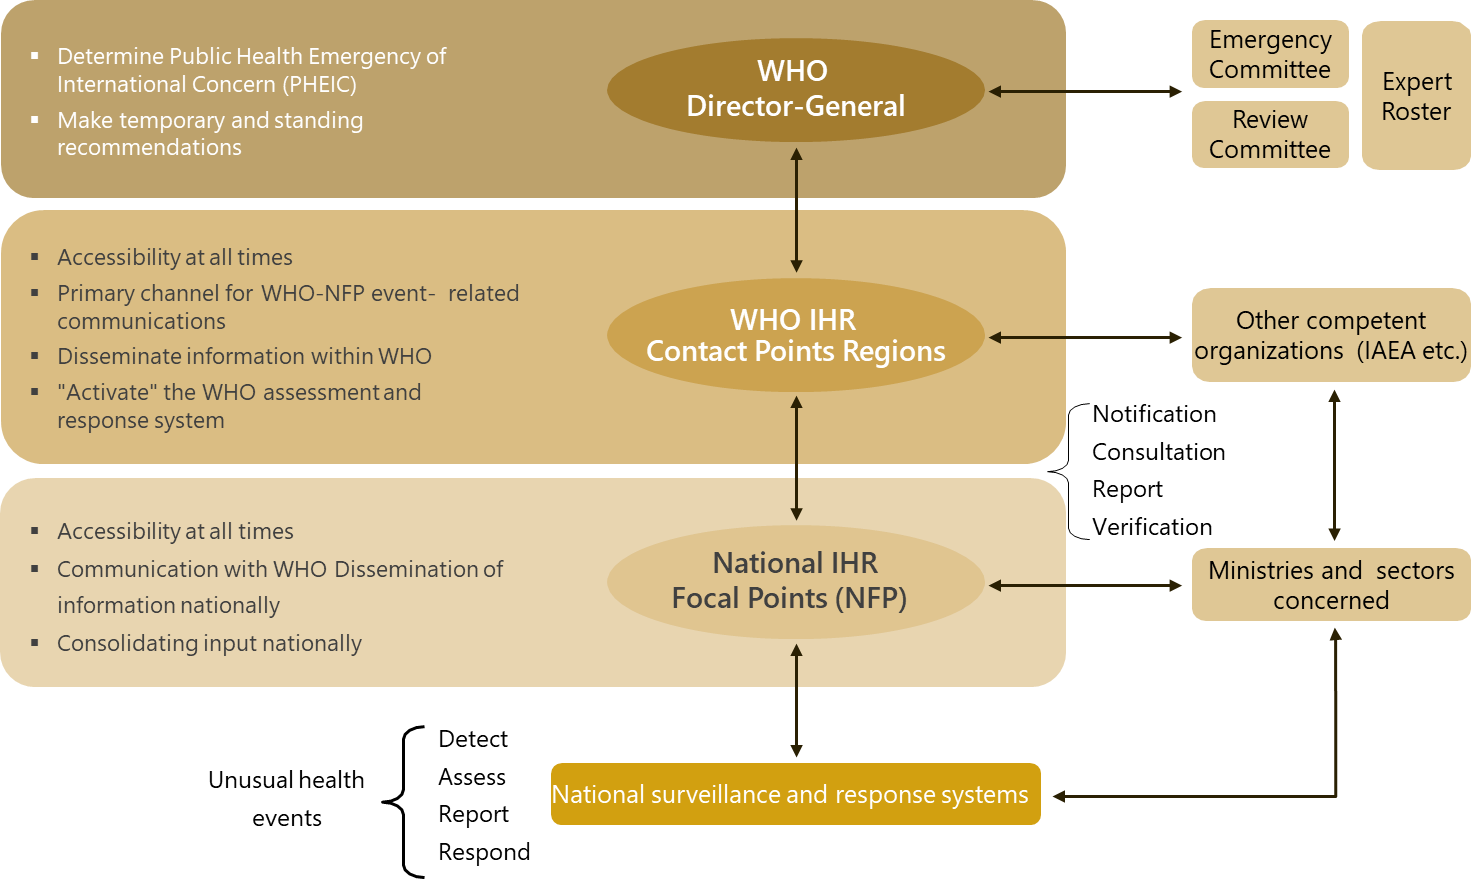 ▪ Determine Public Health Emergency of
International Concern (PHEIC)
▪ Make temporary and standing
recommendations
WHO
Director-General
Emergency
Committee
Review
Committee
Expert
Roster
▪ Accessibility at all times
▪ Primary channel for WHO-NFP event- related
communications
▪ Disseminate information within WHO
▪ "Activate" the WHO assessment and
response system
WHO IHR
Contact Points Regions
Other competent
organizations (IAEA etc.)
Notification
Consultation
Report
Verification
▪ Accessibility at all times
▪ Communication with WHO Dissemination of
information nationally
▪ Consolidating input nationally
National IHR
Focal Points (NFP)
Ministries and sectors
concerned
Unusual health
events
Detect
Assess
Report
Respond
National surveillance and response systems